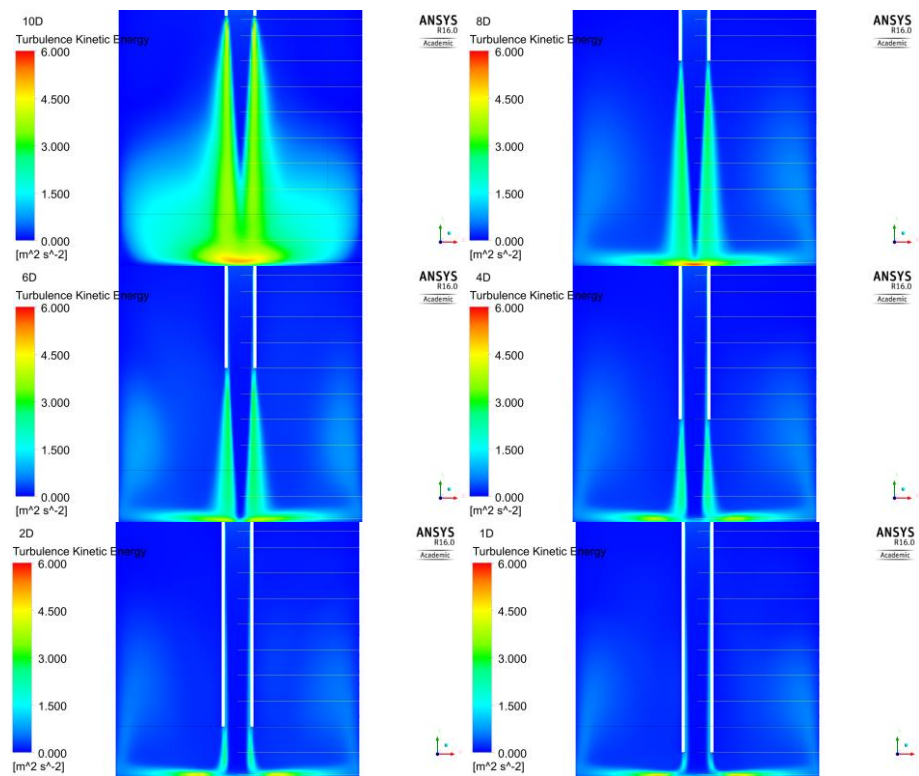 10D
Turbulence Kinetic Energy
6.000
4.500
3.000
1.500
0.000
[m^2 s^-2]
ANSYS
R16.0
Academic
8D
Turbulence Kinetic Energy
6.000
4.500
3.000
1.500
0.000
[m^2 s^-2]
ANSYS
R16.0
Academic
6D
Turbulence Kinetic Energy
6.000
4.500
3.000
1.500
0.000
[m^2 s^-2]
ANSYS
R16.0
Academic
4D
Turbulence Kinetic Energy
6.000
4.500
3.000
1.500
0.000
[m^2 s^-2]
ANSYS
R16.0
Academic
2D
Turbulence Kinetic Energy
6.000
4.500
3.000
1.500
0.000
[m^2 s^-2]
ANSYS
R16.0
Academic
1D
Turbulence Kinetic Energy
6.000
4.500
3.000
1.500
0.000
[m^2 s^-2]
ANSYS
R16.0
Academic